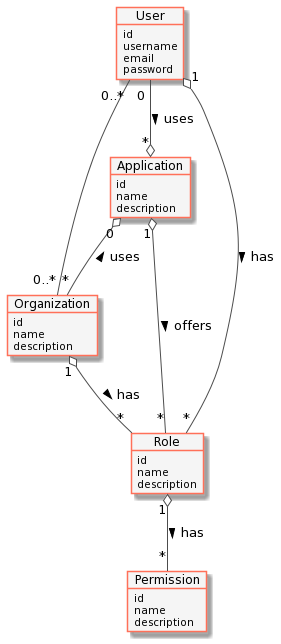 User
id
username
email
password
1
0..*
0
uses
*
Application
id
name
description
0
1
uses
has
0..*
*
Organization
id
name
description
offers
1
has
*
*
*
Role
id
name
description
1
has
*
Permission
id
name
description